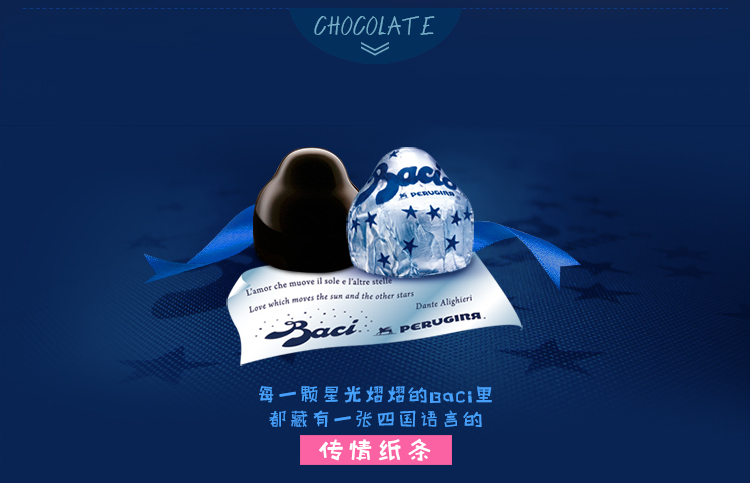 CHOCOLATE
Baci
PERUGINA
L'amor che muove il sole e l'altre stelle
Love which moves the sun and the other stars
Dante Alighieri
Baci PERUGINA
每一颗星光熠熠的Baci里
都藏有一张四国语言的
传情纸条